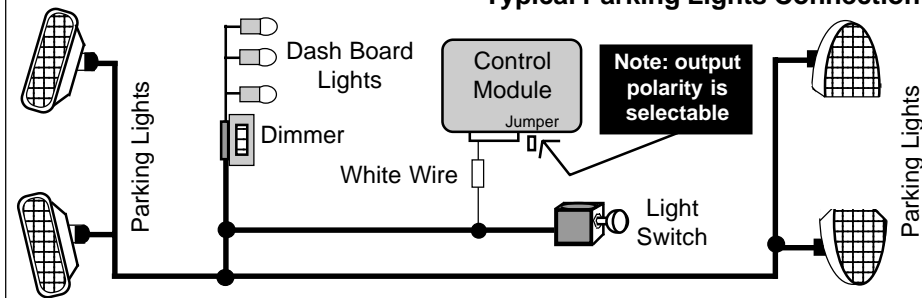 Typical Parking Lights Connection
Dash Board
Lights
Control
Module
Jumper
Note: output
polarity is
selectable
Dimmer
White Wire
Light
Switch
Parking Lights
Parking Lights